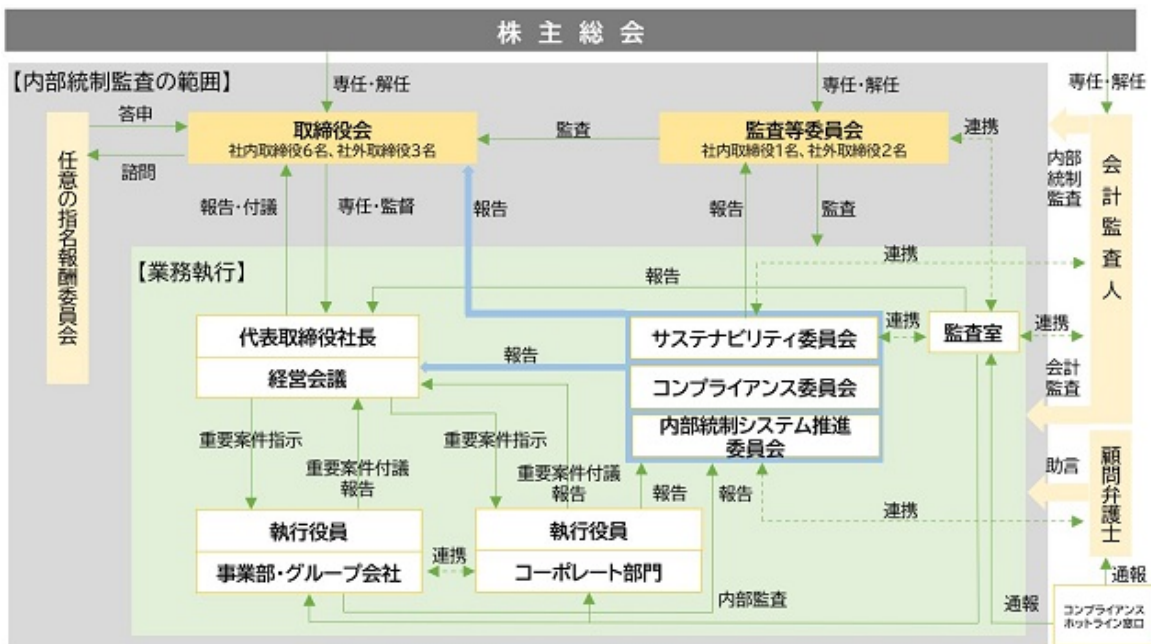 株主総会
【内部統制監査の範囲】
専任・解任
専任・解任
専任・解任
答申
諮問
任意の指名報酬委員会
取締役会
社内取締役6名、社外取締役3名
監査
監査等委員会
社内取締役1名、社外取締役2名
連携
内部
統制
監査
会計監査人
報告・付議
専任・監督
報告
報告
監査
連携
【業務執行】
報告
代表取締役社長
経営会議
報告
サステナビリティ委員会
コンプライアンス委員会
内部統制システム推進
委員会
連携
監査室
連携
会計
監査
重要案件指示
重要案件付議
報告
重要案件指示
重要案件付議
報告
報告
報告
連携
助言
顧問弁護士
執行役員
事業部・グループ会社
連携
執行役員
コーポレート部門
内部監査
通報
通報
コンプライアンス
ホットライン窓口